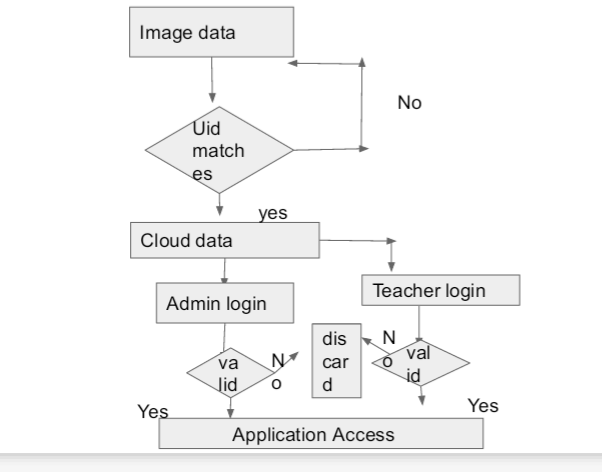 Image data
No
Uid
match
es
yes
Cloud data
Teacher login
Admin login
dis
car
d
N
o
val
id
va
lid
N
o
Yes
Yes
Application Access